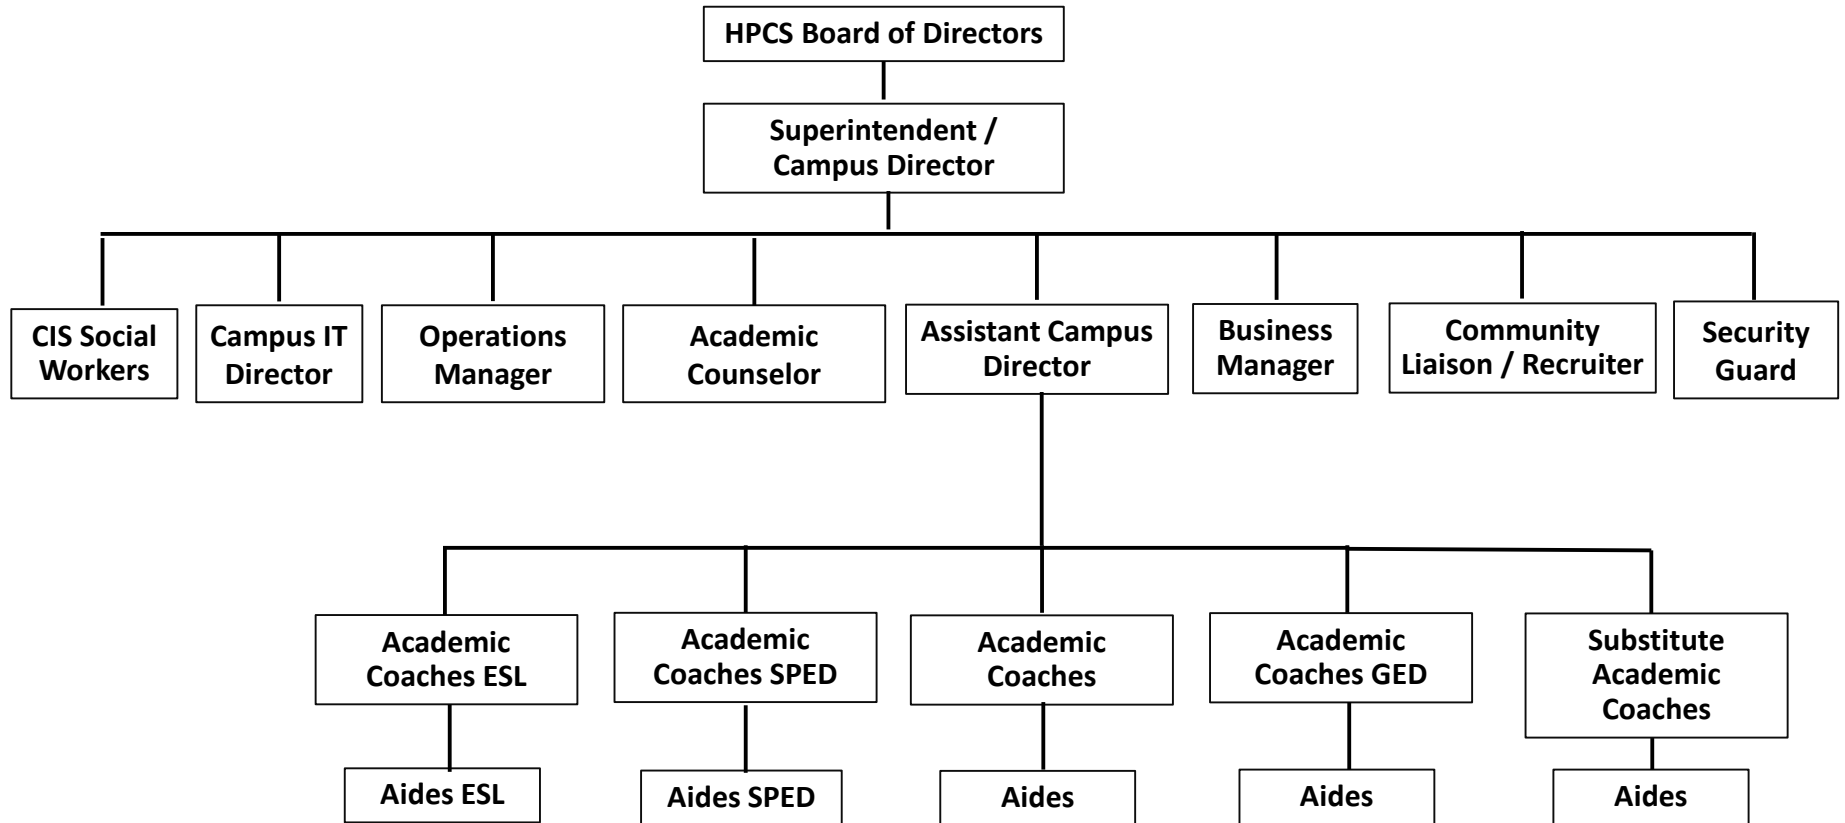 HPCS Board of Directors
Superintendent /
Campus Director
CIS Social
Workers
Campus IT
Director
Operations
Manager
Academic
Counselor
Assistant Campus
Director
Business
Manager
Community
Liaison / Recruiter
Security
Guard
Academic
Coaches ESL
Academic
Coaches SPED
Academic
Coaches
Academic
Coaches GED
Substitute
Academic
Coaches
Aides ESL
Aides SPED
Aides
Aides
Aides